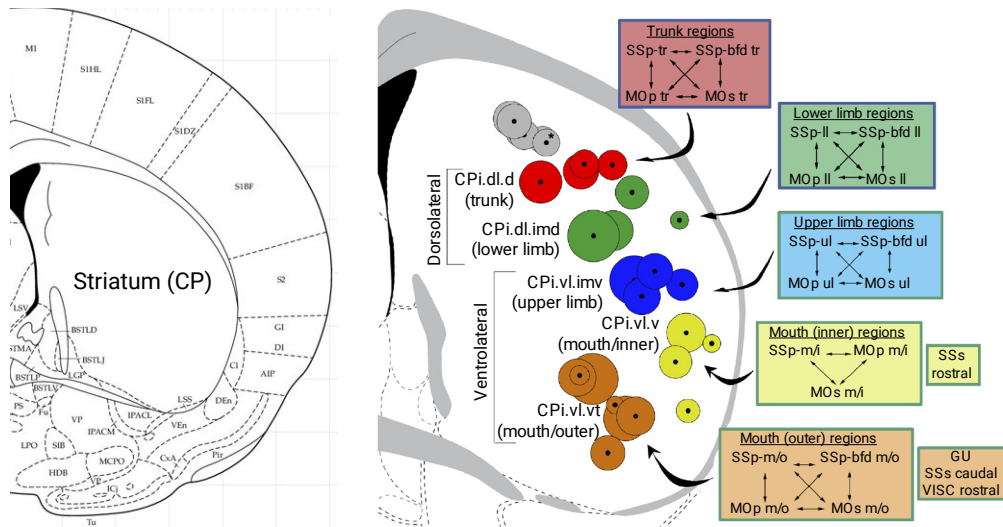 M1
S1HL
S1FL
S1DZ
S1BF
S2
GI
DI
AIP
CI
DEn
LSS
VEn
Pir
CxA
Striatum (CP)
LSV
BSTLD
STMA
BSTLJ
BSTLP
LGP
BSTLV
PS
Fu
VP
IPACL
IPACM
LPO
SIB
MCPO
HDB
VP
ICj
Tu
*
Dorsolateral
CPi.dl.d
(trunk)
CPi.dl.imd
(lower limb)
Ventrolateral
CPi.vl.imv
(upper limb)
CPi.vl.v
(mouth/inner)
CPi.vl.vt
(mouth/outer)
Trunk regions
SSp-tr SSp-bfd tr
MOp tr MOs tr
Lower limb regions
SSp-ll SSp-bfd ll
MOp ll MOs ll
Upper limb regions
SSp-ul SSp-bfd ul
MOp ul MOs ul
Mouth (inner) regions
SSp-m/i MOp m/i
MOs m/i
SSs
rostral
Mouth (outer) regions
SSp-m/o SSp-bfd m/o
MOp m/o MOs m/o
GU
SSs caudal
VISC rostral